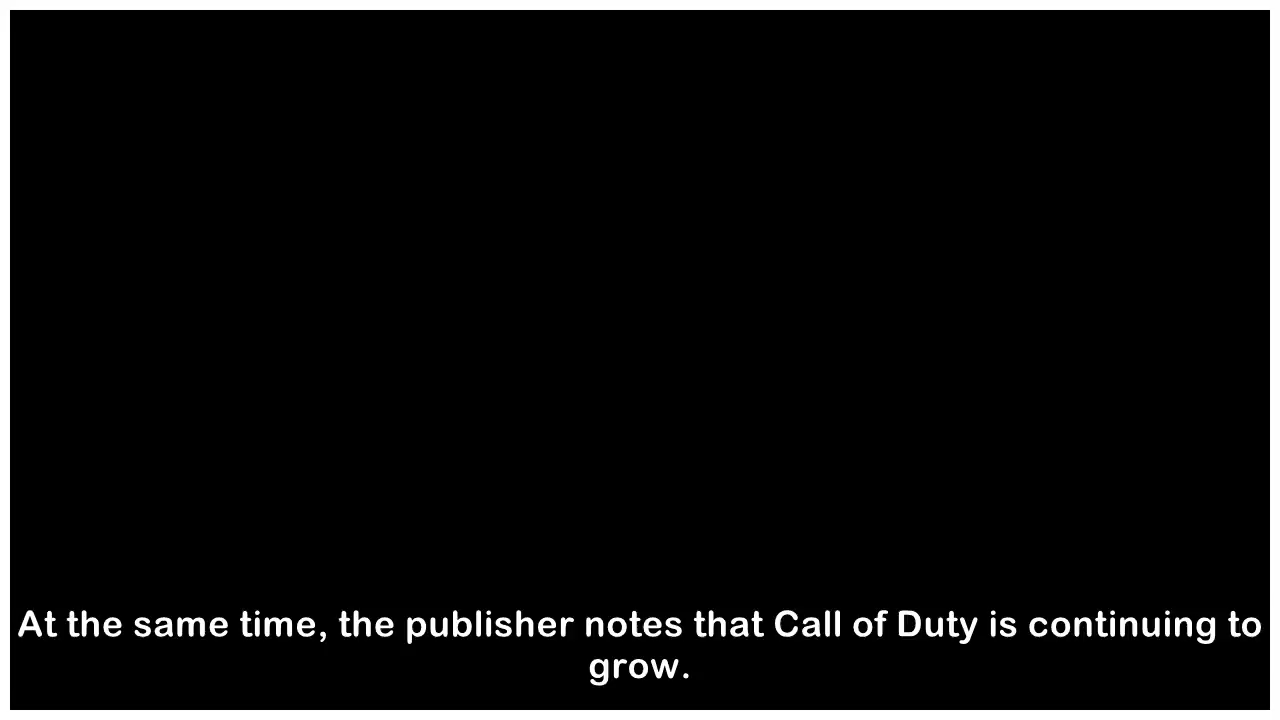 At the same time, the publisher notes that Call of Duty is continuing to
grow.